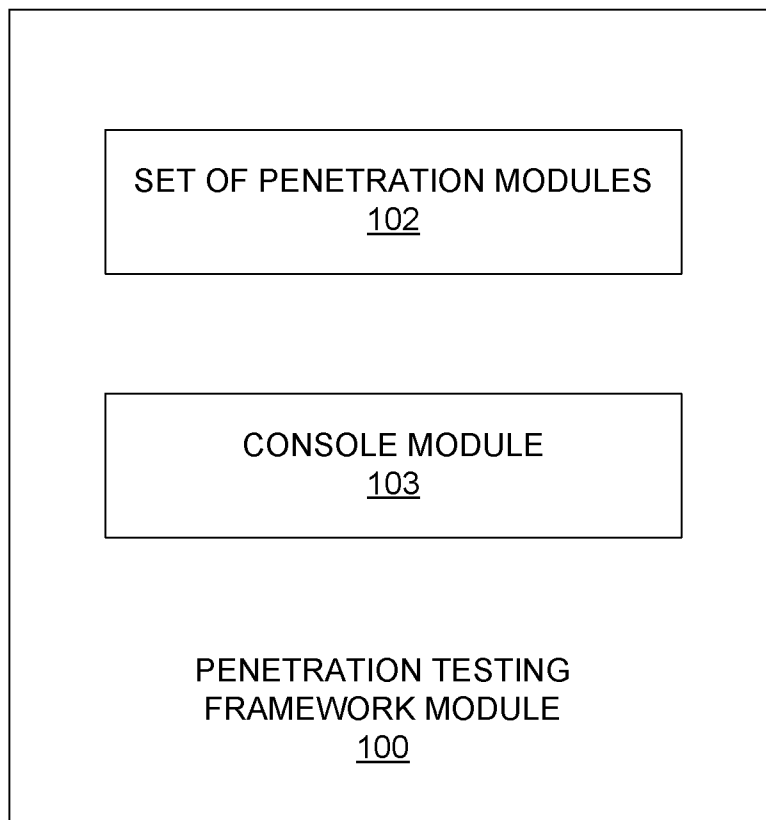 SET OF PENETRATION MODULES
102
CONSOLE MODULE
103
PENETRATION TESTING
FRAMEWORK MODULE
100